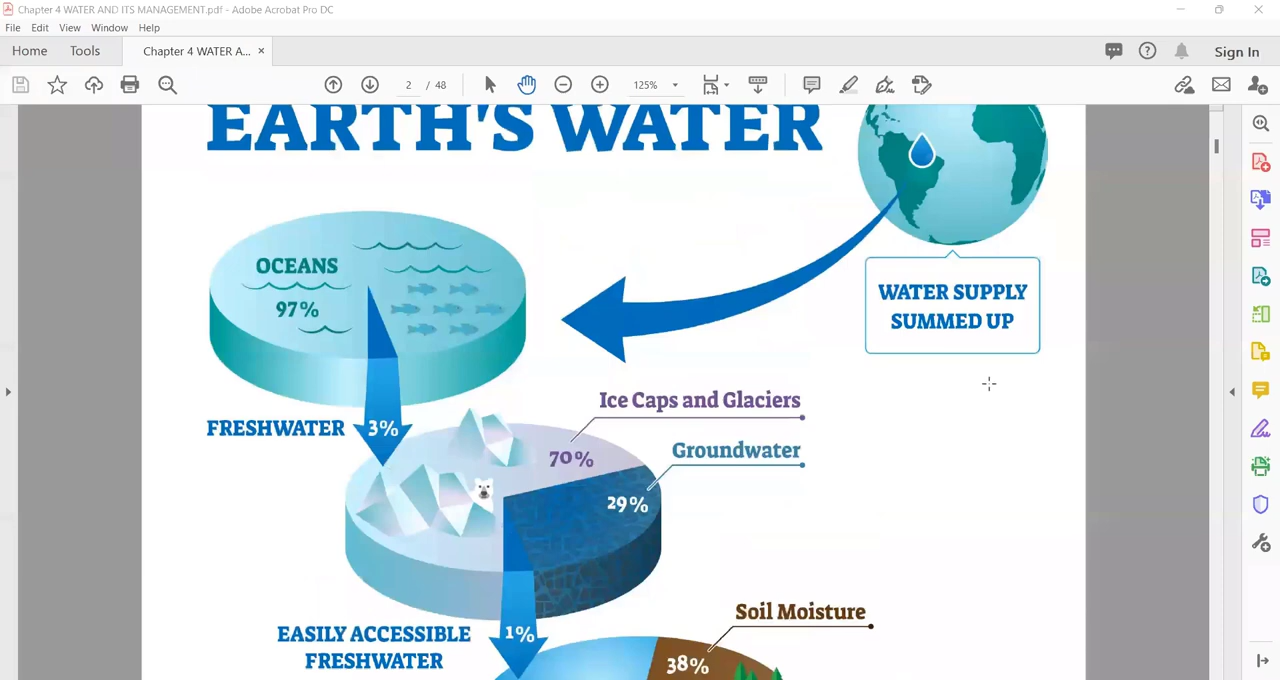 Chapter 4 WATER AND ITS MANAGEMENT.pdf - Adobe Acrobat Pro DC
File Edit View Window Help
Home Tools Chapter 4 WATER A... × Sign In
2 / 48 125%
EARTH'S WATER
OCEANS
97%
WATER SUPPLY
SUMMED UP
Ice Caps and Glaciers
FRESHWATER 3%
Groundwater
70%
29%
Soil Moisture
EASILY ACCESSIBLE
FRESHWATER
1%
38%